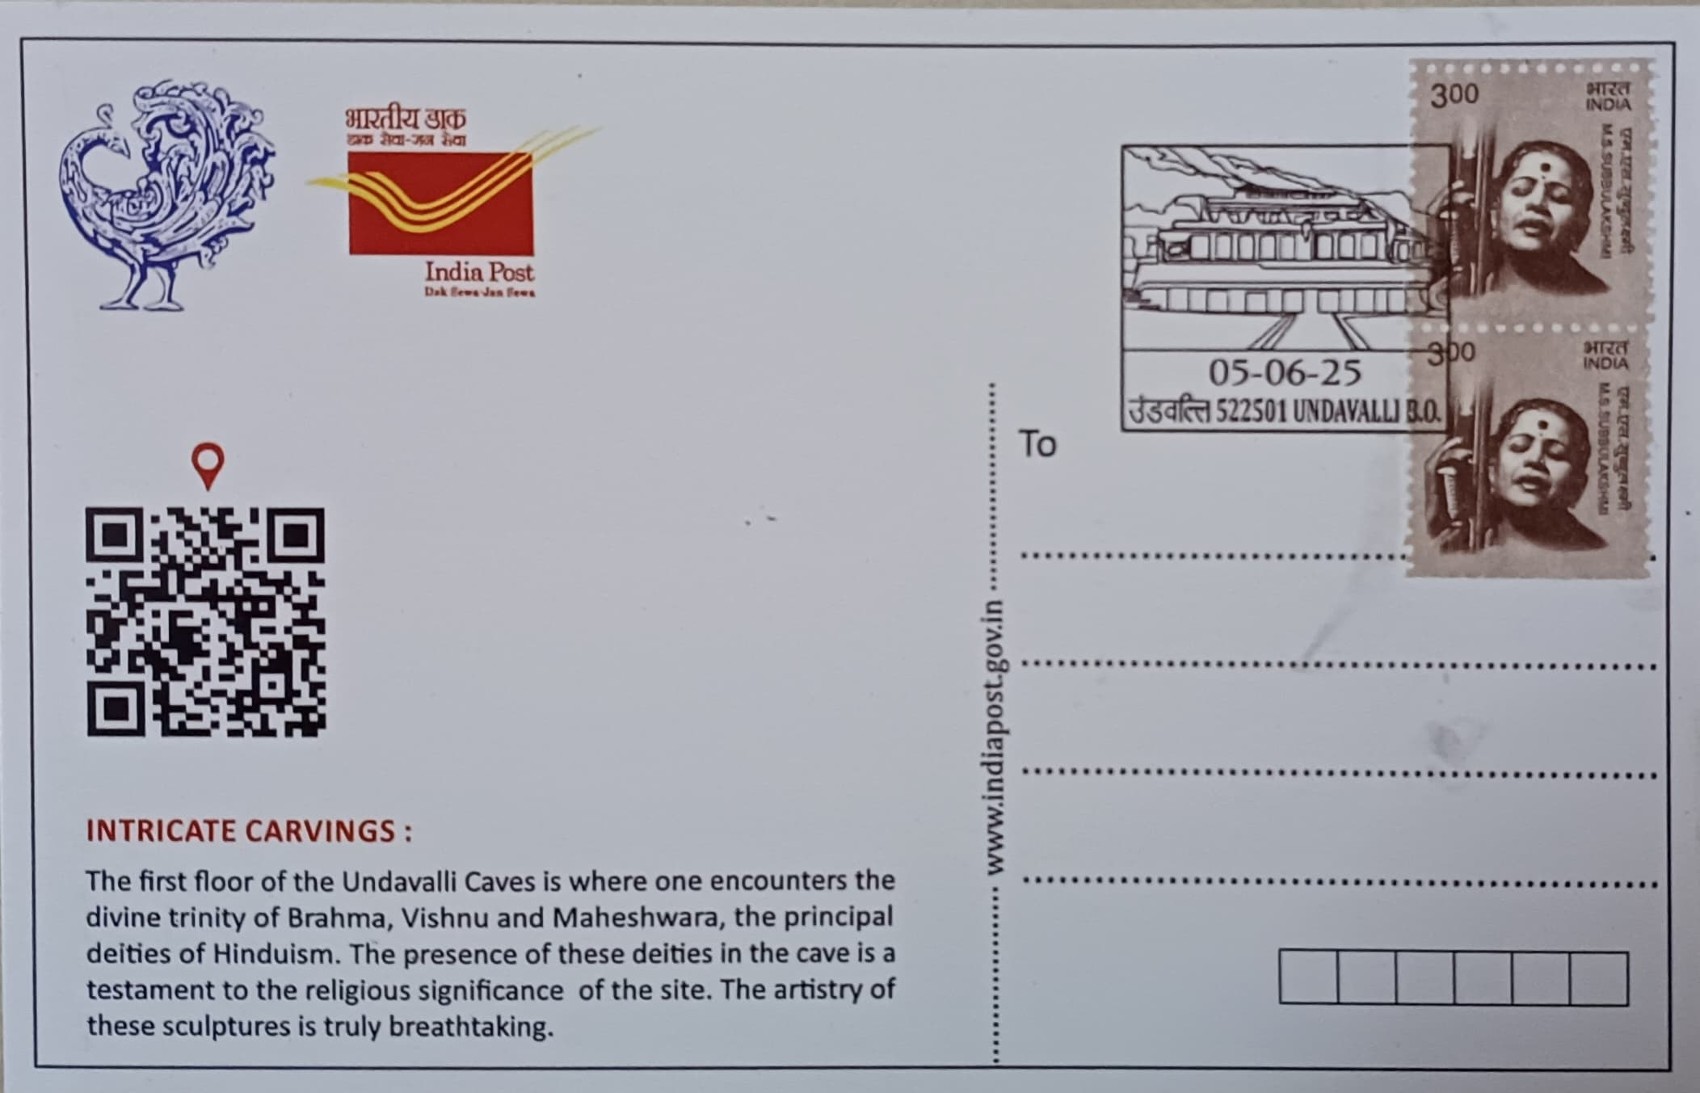 भारतीय डाक
डाक सेवा-जन सेवा
India Post
Dak Sewa-Jan Sewa
INTRICATE CARVINGS :
The first floor of the Undavalli Caves is where one encounters the
divine trinity of Brahma, Vishnu and Maheshwara, the principal
deities of Hinduism. The presence of these deities in the cave is a
testament to the religious significance of the site. The artistry of
these sculptures is truly breathtaking.
www.indiapost.gov.in
05-06-25
उंडवल्लि 522501 UNDAVALLI B.O.
300
भारत
INDIA
एम.एस.सुब्बुलक्ष्मी
M.S. SUBBULAKSHMI
300
भारत
INDIA
एम.एस.सुब्बुलक्ष्मी
M.S. SUBBULAKSHMI
To